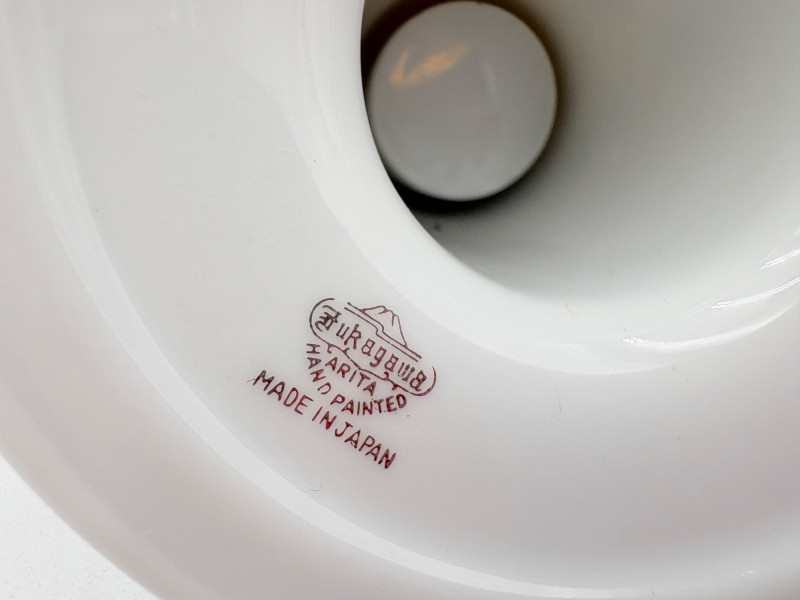 Fukagawa
ARITA
HAND PAINTED
MADE IN JAPAN